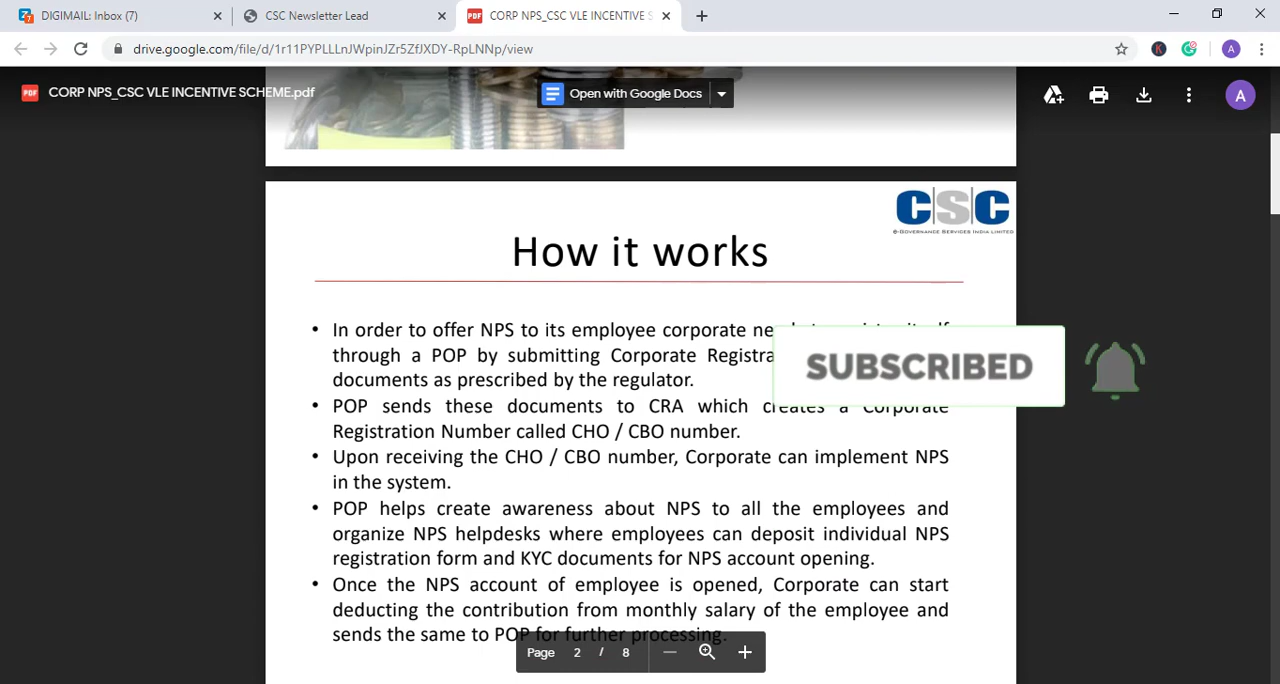 DIGIMAIL: Inbox (7)
CSC Newsletter Lead
CORP NPS_CSC VLE INCENTIVE S
drive.google.com/file/d/1r11PYPLLLnJWpinJZr5ZfJXDY-RpLNNp/view
PDF CORP NPS_CSC VLE INCENTIVE SCHEME.pdf
Open with Google Docs
A
CSC
e-Governance Services India Limited
How it works
• In order to offer NPS to its employee corporate
through a POP by submitting Corporate
documents as prescribed by the regulator.
SUBSCRIBED
• POP sends these documents to CRA which creates a Corporate
Registration Number called CHO / CBO number.
• Upon receiving the CHO / CBO number, Corporate can implement NPS
in the system.
• POP helps create awareness about NPS to all the employees and
organize NPS helpdesks where employees can deposit individual NPS
registration form and KYC documents for NPS account opening.
• Once the NPS account of employee is opened, Corporate can start
deducting the contribution from monthly salary of the employee and
sends the same to POP for further processing.
Page 2 / 8